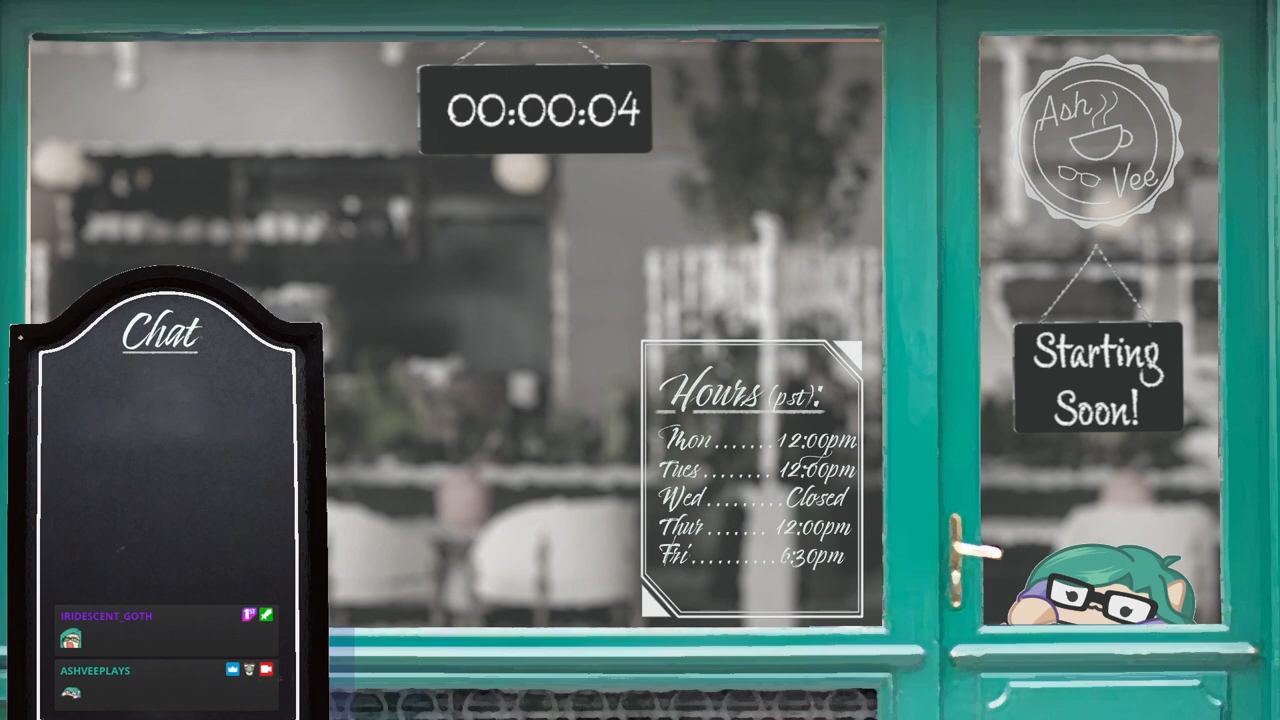 00:00:04
Ash
Vee
Starting
Soon!
Chat
Hours (pst):
Mon.......12:00pm
Tues........12:00pm
Wed.........Closed
Thur.......12:00pm
Fri..........6:30pm
IRIDESCENT_GOTH
1ST
ASHVEEPLAYS